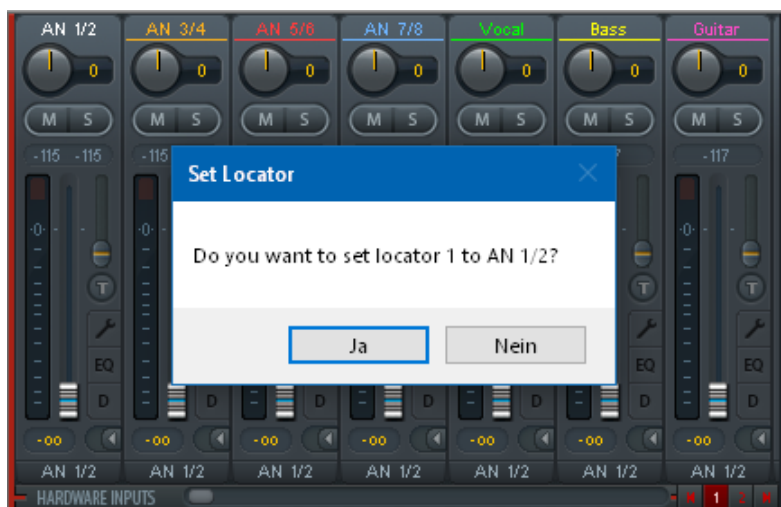 AN 1/2 AN 3/4 AN 5/6 AN 7/8 Vocal Bass Guitar
0 0 0 0 0 0 0
M S M S M S M S M S M S M S
-115 -115 -115 -117
Set Locator
-0- -0- -0-
Do you want to set locator 1 to AN 1/2?
T T T
Ja Nein
EQ EQ EQ
D D D D D D D
-oo -oo -oo -oo -oo -oo -oo
AN 1/2 AN 1/2 AN 1/2 AN 1/2 AN 1/2 AN 1/2 AN 1/2
HARDWARE INPUTS 1 2